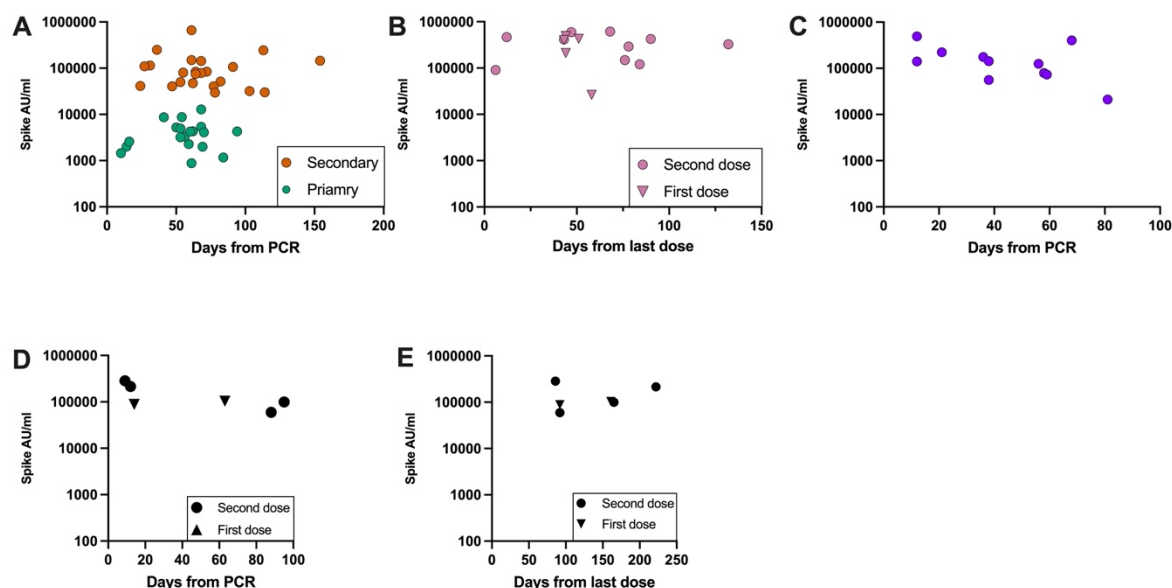 A
Spike AU/ml
1000000
100000
10000
1000
100
0
50
100
150
200
Days from PCR
Secondary
Priamry
B
Spike AU/ml
1000000
100000
10000
1000
100
0
50
100
150
Days from last dose
Second dose
First dose
C
Spike AU/ml
1000000
100000
10000
1000
100
0
20
40
60
80
100
Days from PCR
D
Spike AU/ml
1000000
100000
10000
1000
100
0
20
40
60
80
100
Days from PCR
Second dose
First dose
E
Spike AU/ml
1000000
100000
10000
1000
100
0
50
100
150
200
250
Days from last dose
Second dose
First dose